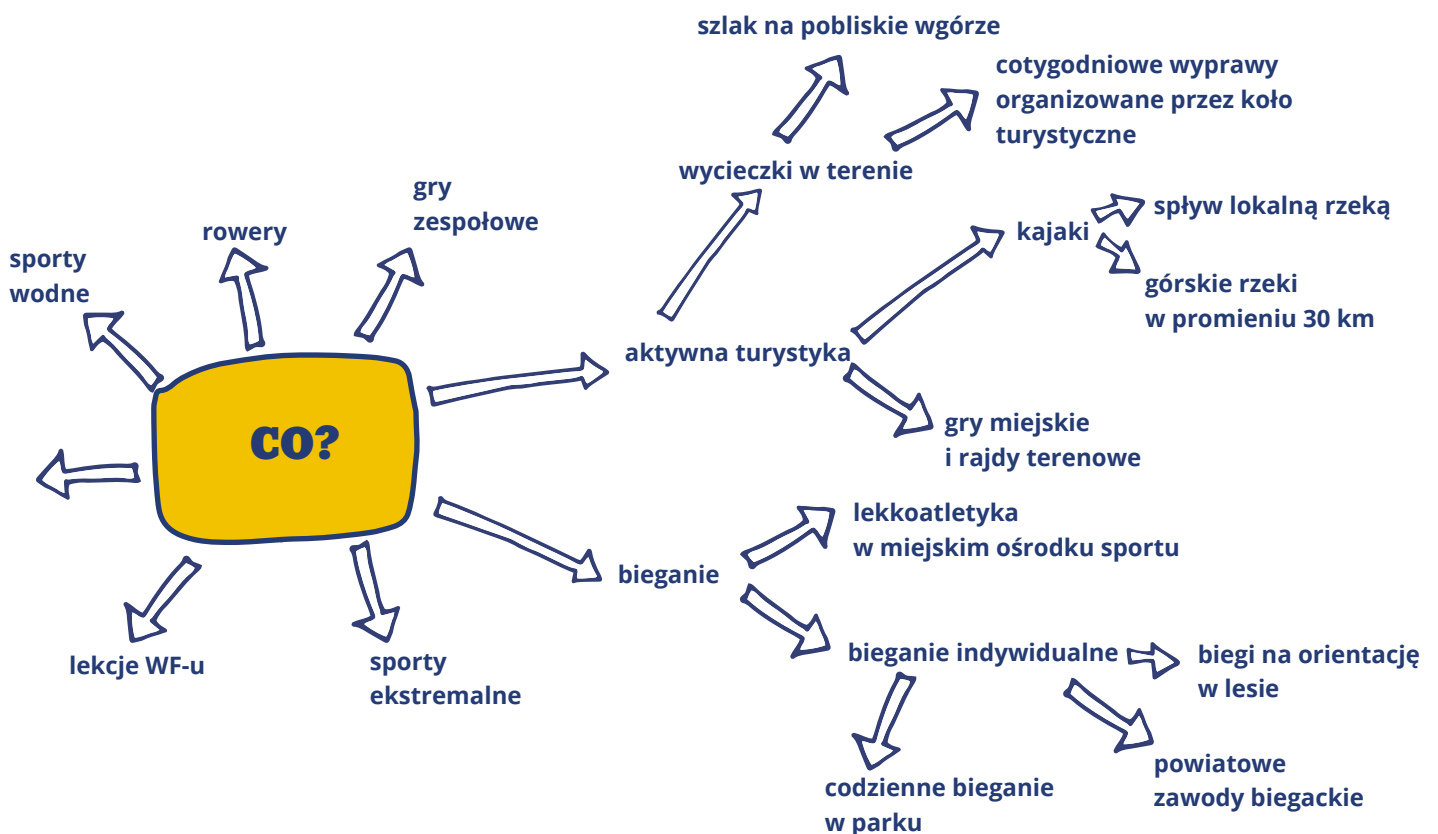 szlak na pobliskie wgórze
cotygodniowe wyprawy
organizowane przez koło
turystyczne
wycieczki w terenie
gry
zespołowe
rowery
sporty
wodne
kajaki
spływ lokalną rzeką
górskie rzeki
w promieniu 30 km
aktywna turystyka
gry miejskie
i rajdy terenowe
CO?
lekkoatletyka
w miejskim ośrodku sportu
bieganie
bieganie indywidualne
biegi na orientację
w lesie
lekcje WF-u
sporty
ekstremalne
powiatowe
zawody biegackie
codzienne bieganie
w parku